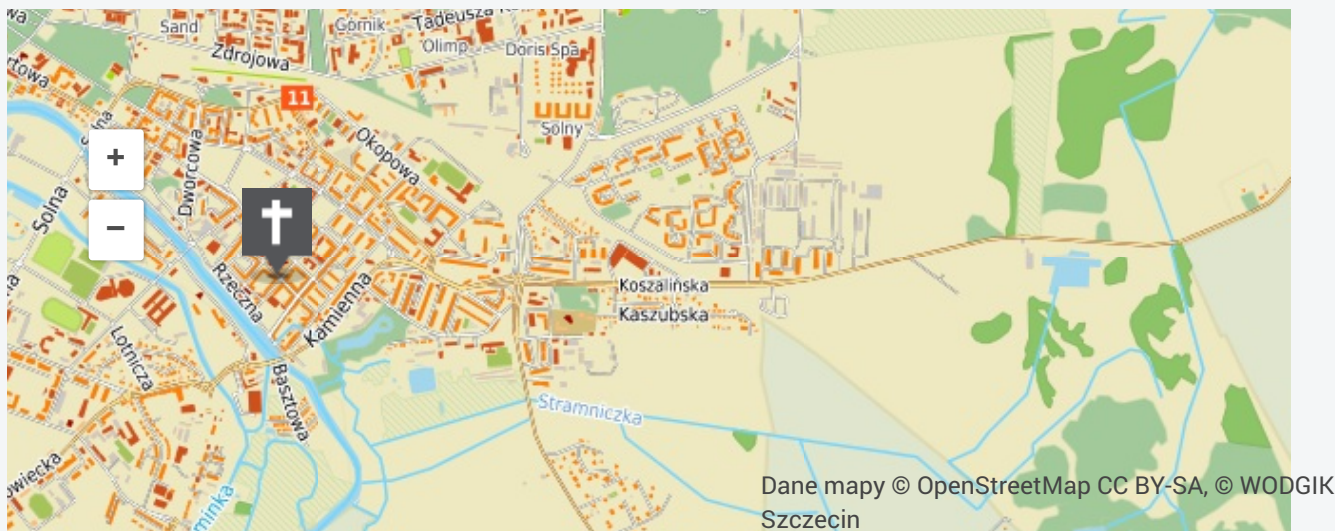 Sand
Górnik
Tadeusza
Olimp
Doris Spa
Zdrojowa
11
Solny
Okopowa
Dworcowa
+
−
Solna
Rzeczna
Kamienna
Koszalińska
Kaszubska
Lotnicza
Basztowa
Stramniczka
Dane mapy © OpenStreetMap CC BY-SA, © WODGIK
Szczecin